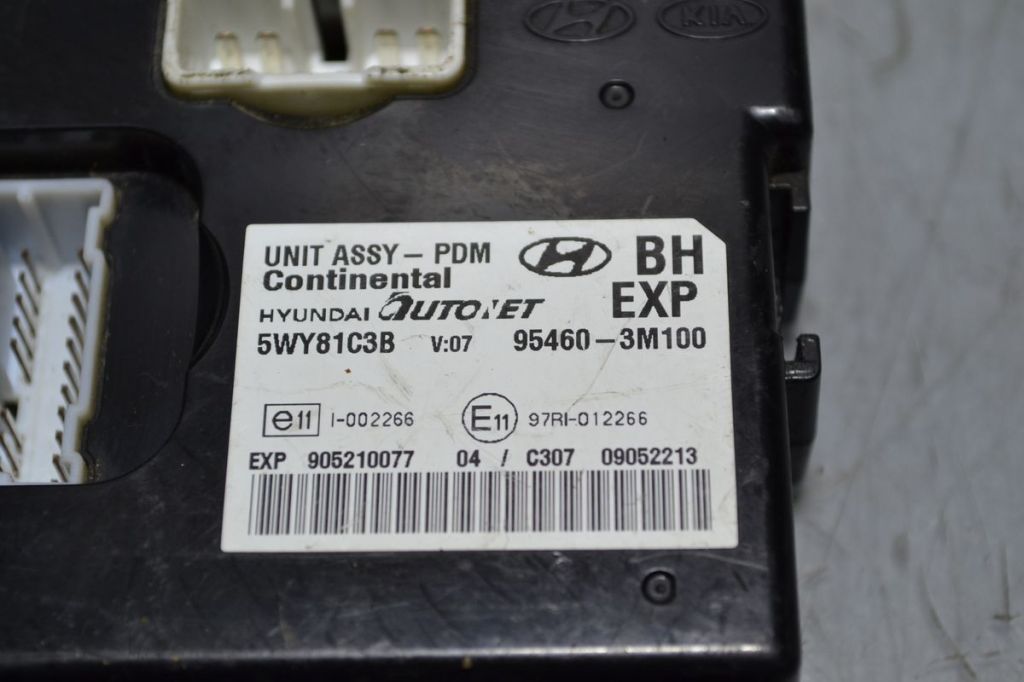 KIA
UNIT ASSY - PDM
Continental
HYUNDAI AUTONET
BH
EXP
5WY81C3B V:07 95460-3M100
e11 I-002266 E11 97RI-012266
EXP 905210077 04 / C307 09052213